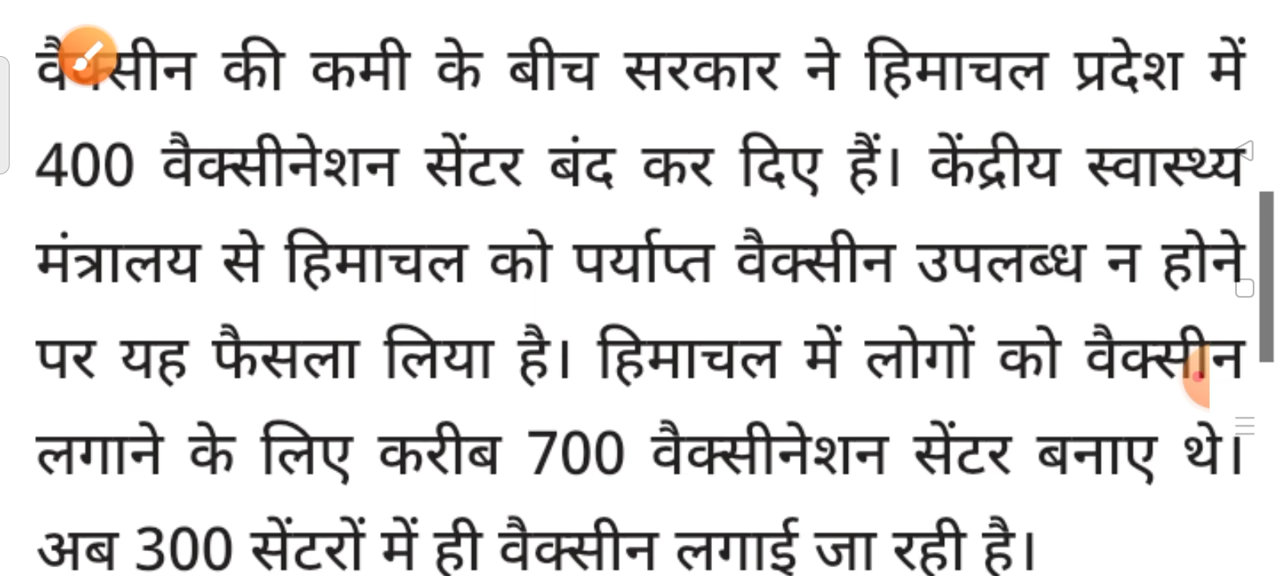 वैक्सीन की कमी के बीच सरकार ने हिमाचल प्रदेश में
400 वैक्सीनेशन सेंटर बंद कर दिए हैं। केंद्रीय स्वास्थ्य
मंत्रालय से हिमाचल को पर्याप्त वैक्सीन उपलब्ध न होने
पर यह फैसला लिया है। हिमाचल में लोगों को वैक्सीन
लगाने के लिए करीब 700 वैक्सीनेशन सेंटर बनाए थे।
अब 300 सेंटरों में ही वैक्सीन लगाई जा रही है।